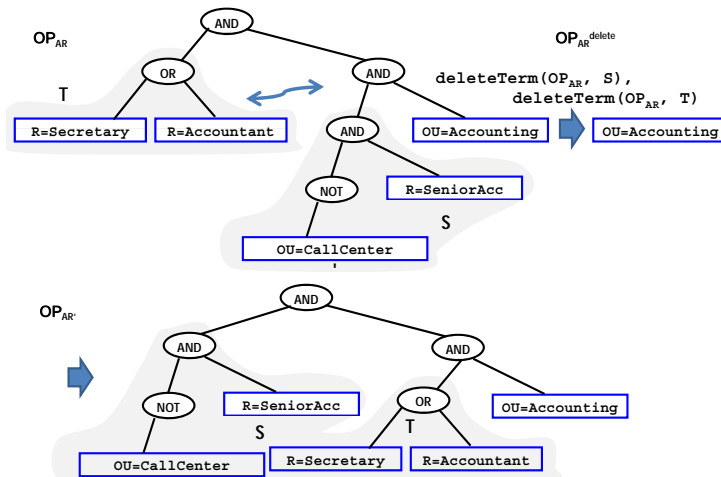 AND
OP_AR
OP_AR^delete
OR
AND
T
deleteTerm(OP_AR, S),
deleteTerm(OP_AR, T)
R=Secretary
R=Accountant
AND
OU=Accounting
OU=Accounting
NOT
R=SeniorAcc
S
OU=CallCenter
AND
OP_AR'
AND
AND
NOT
R=SeniorAcc
OR
OU=Accounting
S
T
OU=CallCenter
R=Secretary
R=Accountant